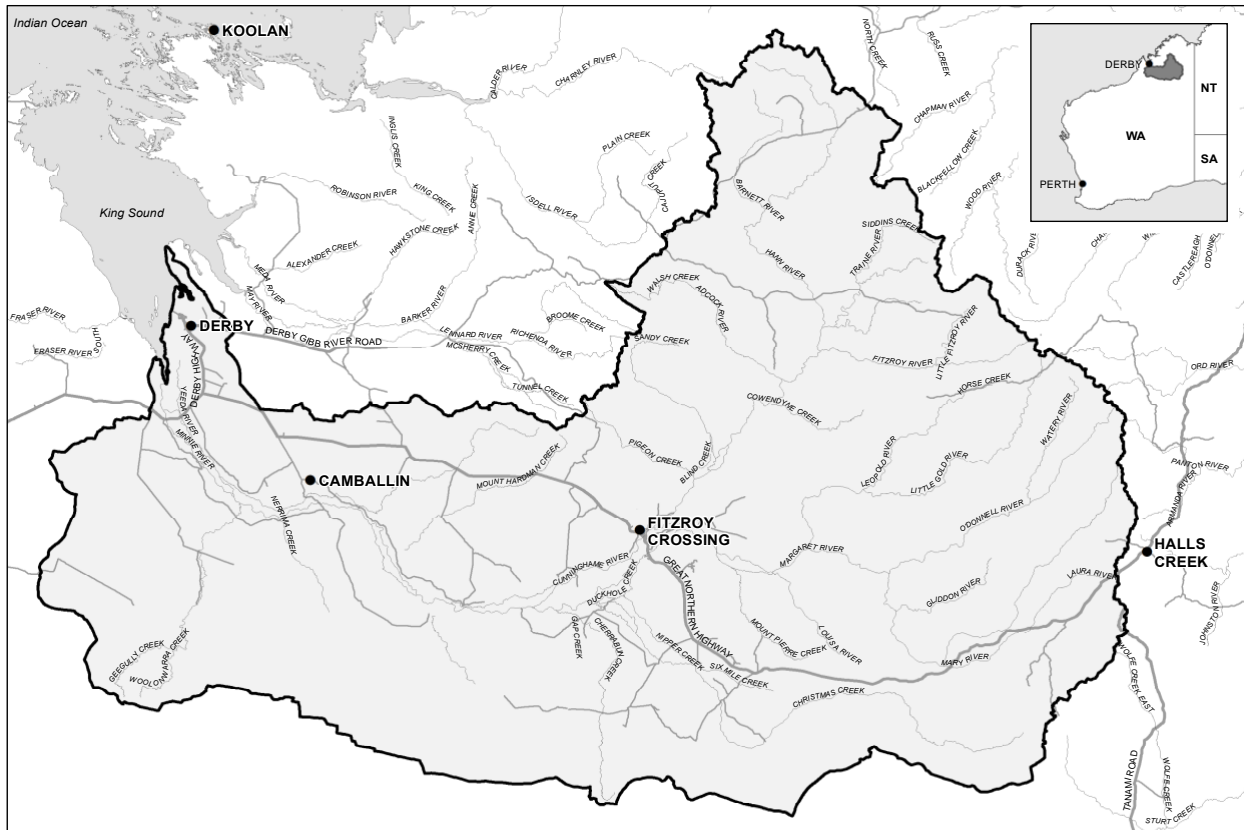 Indian Ocean
KOOLAN
CALDER RIVER
CHARNLEY RIVER
NORTH CREEK
RUSS CREEK
DERBY
NT
WA
SA
PERTH
INGLIS CREEK
PLAIN CREEK
CAJUPUT CREEK
CHAPMAN RIVER
BLACKFELLOW CREEK
WOOD RIVER
ROBINSON RIVER
KING CREEK
ANNE CREEK
ISDELL RIVER
BARNETT RIVER
King Sound
HAWKSTONE CREEK
ALEXANDER CREEK
SIDDINS CREEK
TRAINE RIVER
HANN RIVER
DURACK RIVER
CASTLEREAGH
MEDA RIVER
MAY RIVER
WALSH CREEK
ADCOCK RIVER
BARKER RIVER
BROOME CREEK
FRASER RIVER
SOUTH
FRASER RIVER
DERBY
DERBY GIBB RIVER ROAD
LENNARD RIVER
RICHENDA RIVER
MCSHERRY CREEK
SANDY CREEK
LITTLE FITZROY RIVER
FITZROY RIVER
ORD RIVER
DERBY HIGHWAY
YEEDA RIVER
TUNNEL CREEK
HORSE CREEK
COWENDYNE CREEK
WATERY RIVER
MINNIE RIVER
PIGEON CREEK
BLIND CREEK
MOUNT HARDMAN CREEK
LEOPOLD RIVER
LITTLE GOLD RIVER
PANTON RIVER
ARMANDA RIVER
CAMBALLIN
NERRIMA CREEK
O'DONNELL RIVER
FITZROY
CROSSING
MARGARET RIVER
HALLS
CREEK
CUNNINGHAME RIVER
DUCKHOLE CREEK
GREAT NORTHERN HIGHWAY
LAURA RIVER
GLIDDON RIVER
JOHNSTON RIVER
GAP CREEK
CHERRABUN CREEK
NIPPER CREEK
MOUNT PIERRE CREEK
LOUISA RIVER
SIX MILE CREEK
MARY RIVER
GEEGULLY CREEK
WOOLONWARRA CREEK
CHRISTMAS CREEK
WOLFE CREEK EAST
TANAMI ROAD
WOLFE CREEK
STURT CREEK